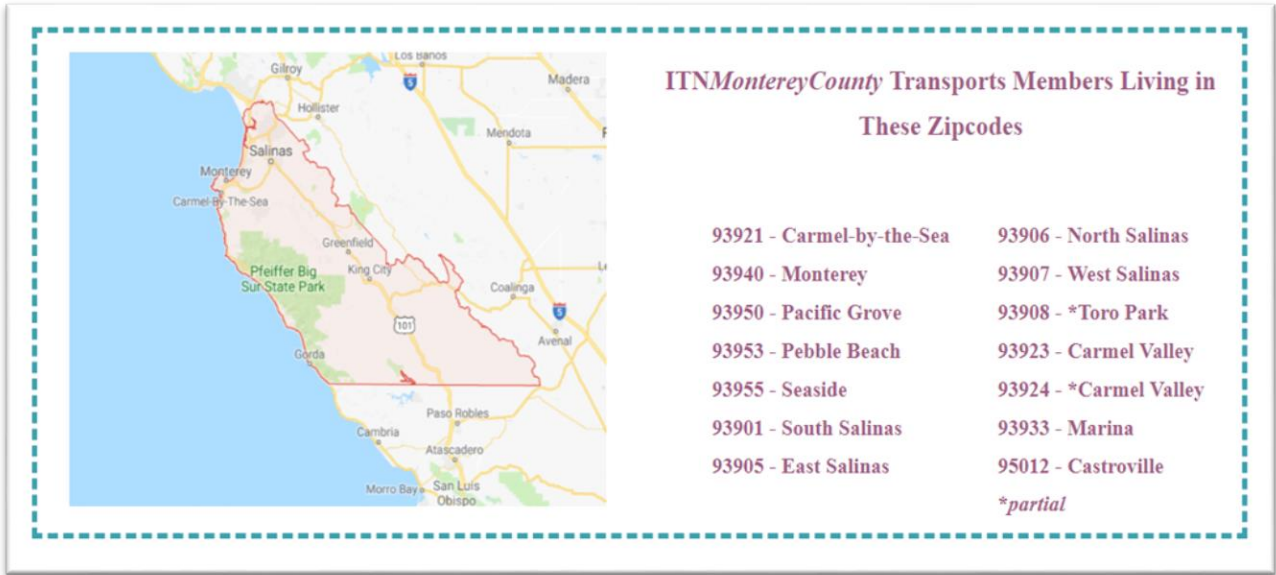 Los Banos
Gilroy
5
Madera
Hollister
Mendota
Salinas
Monterey
Carmel-By-The-Sea
Greenfield
King City
Pfeiffer Big
Sur State Park
Coalinga
5
101
Avenal
Gorda
Paso Robles
Cambria
Atascadero
Morro Bay
San Luis
Obispo
ITNMontereyCounty Transports Members Living in
These Zipcodes
93921 - Carmel-by-the-Sea
93940 - Monterey
93950 - Pacific Grove
93953 - Pebble Beach
93955 - Seaside
93901 - South Salinas
93905 - East Salinas
93906 - North Salinas
93907 - West Salinas
93908 - *Toro Park
93923 - Carmel Valley
93924 - *Carmel Valley
93933 - Marina
95012 - Castroville
*partial